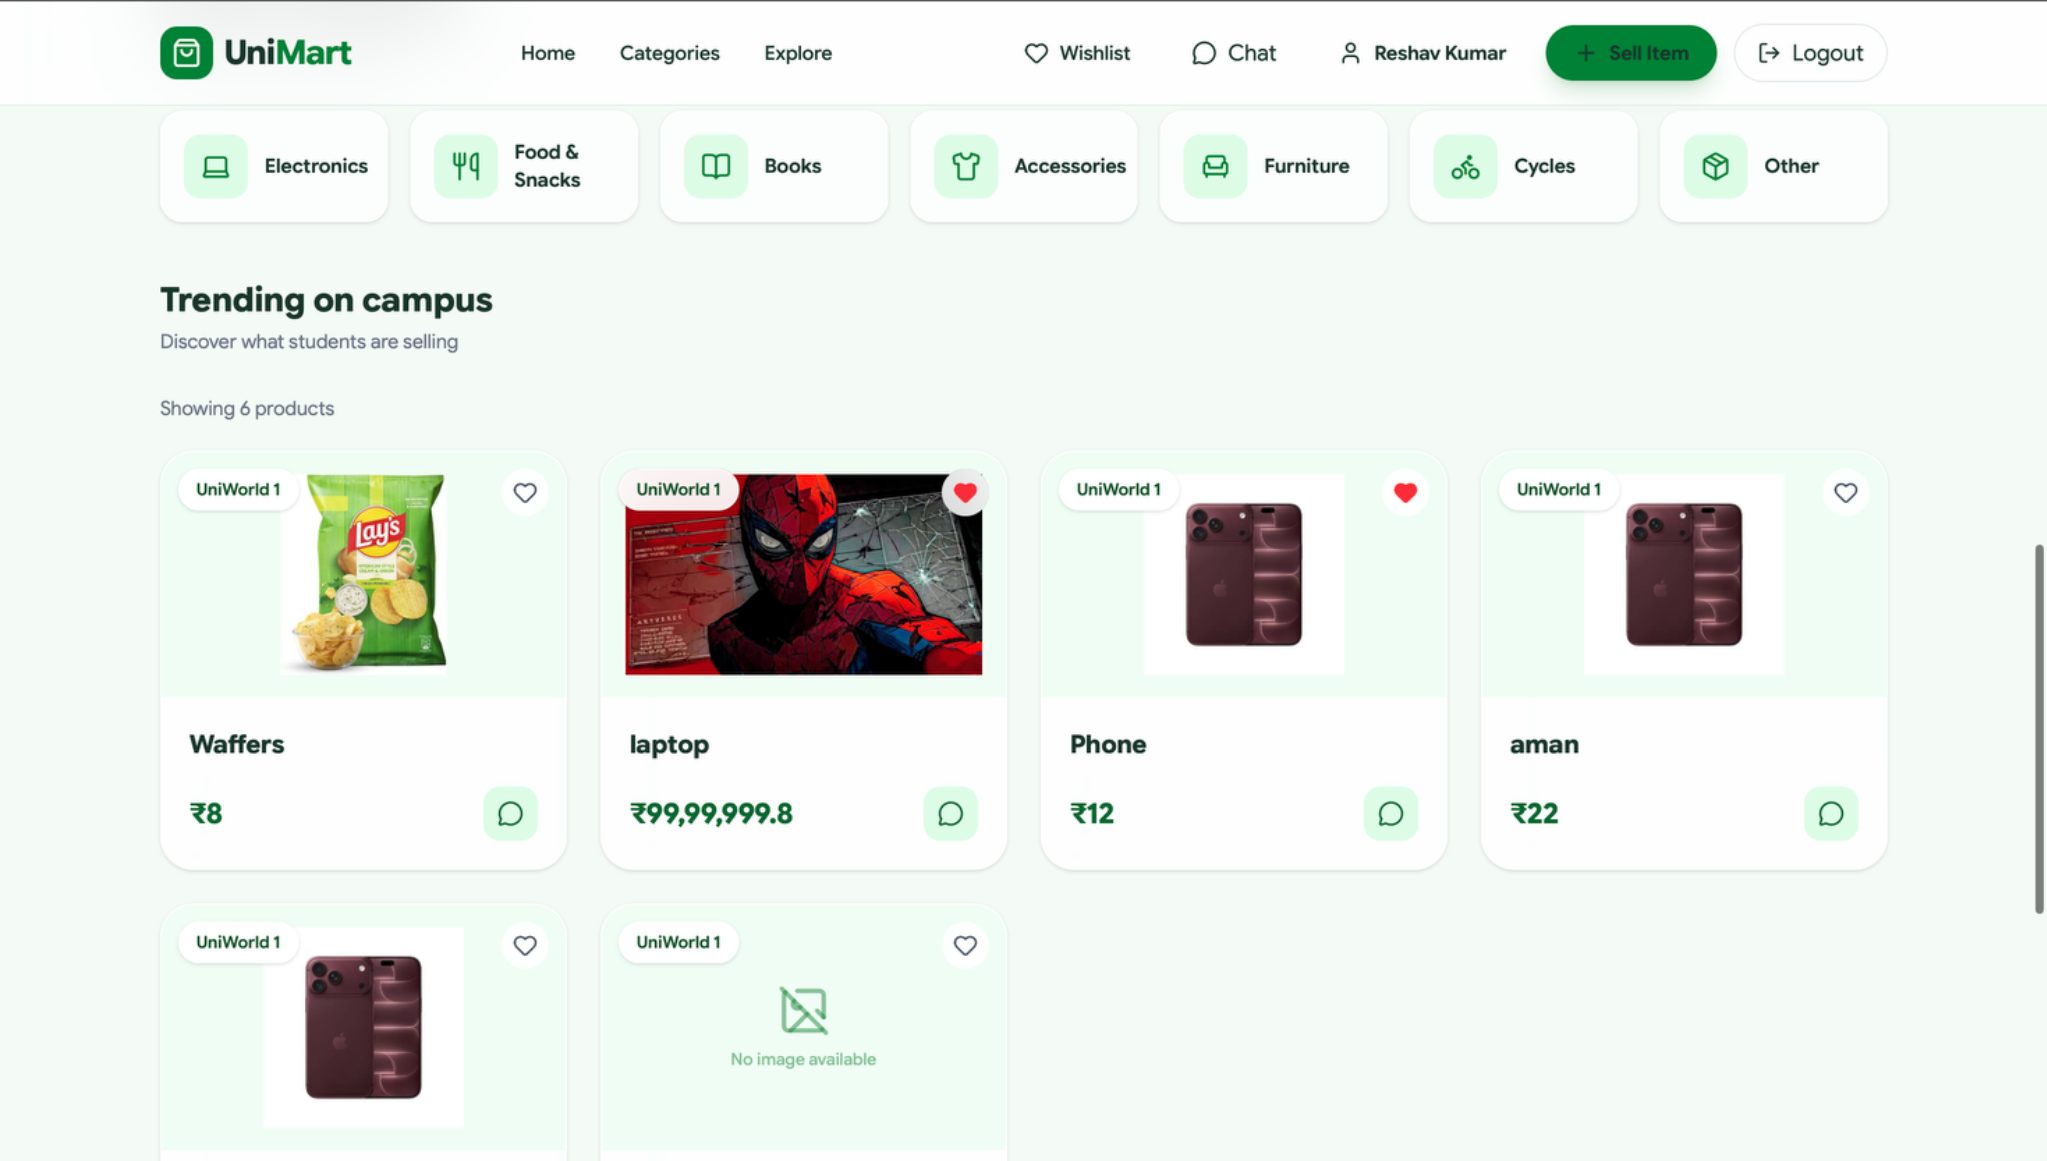 UniMart
Home
Categories
Explore
Wishlist
Chat
Reshav Kumar
Sell Item
Logout
Electronics
Food &
Snacks
Books
Accessories
Furniture
Cycles
Other
Trending on campus
Discover what students are selling
Showing 6 products
UniWorld 1
Lay's
Waffers
₹8
UniWorld 1
laptop
₹99,99,999.8
UniWorld 1
Phone
₹12
UniWorld 1
aman
₹22
UniWorld 1
UniWorld 1
No image available